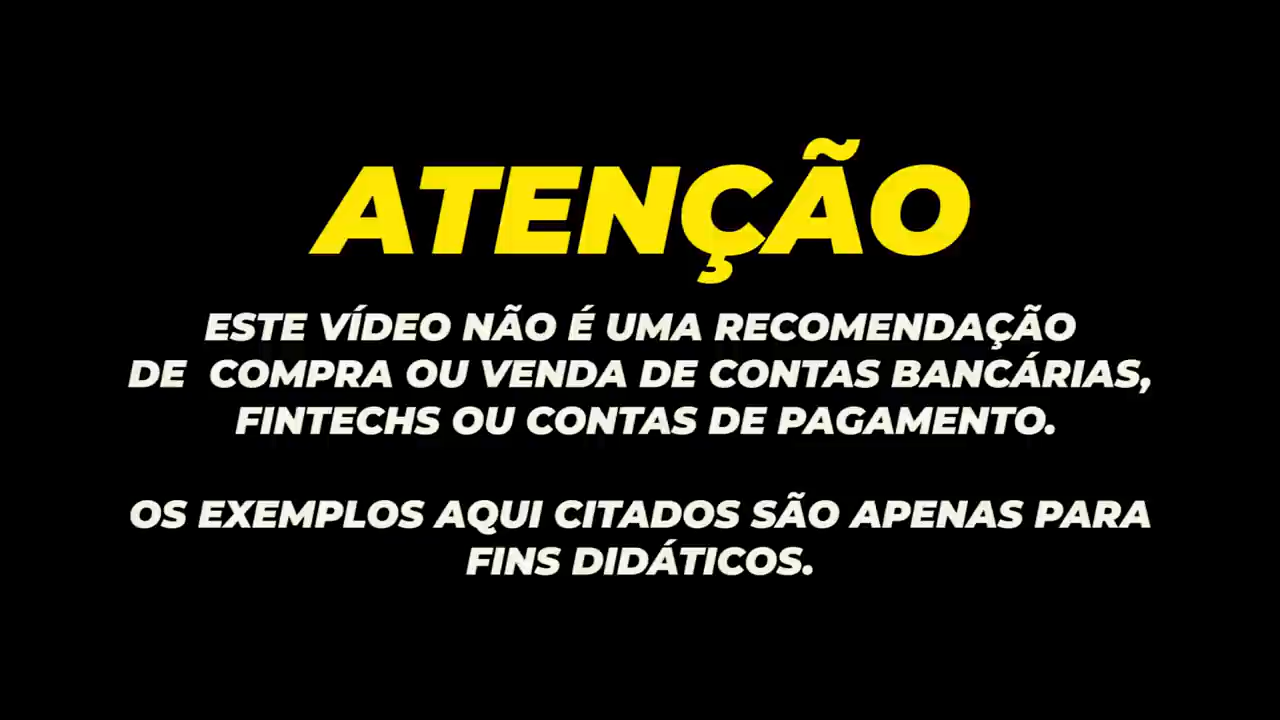 ATENÇÃO
ESTE VÍDEO NÃO É UMA RECOMENDAÇÃO
DE COMPRA OU VENDA DE CONTAS BANCÁRIAS,
FINTECHS OU CONTAS DE PAGAMENTO.
OS EXEMPLOS AQUI CITADOS SÃO APENAS PARA
FINS DIDÁTICOS.